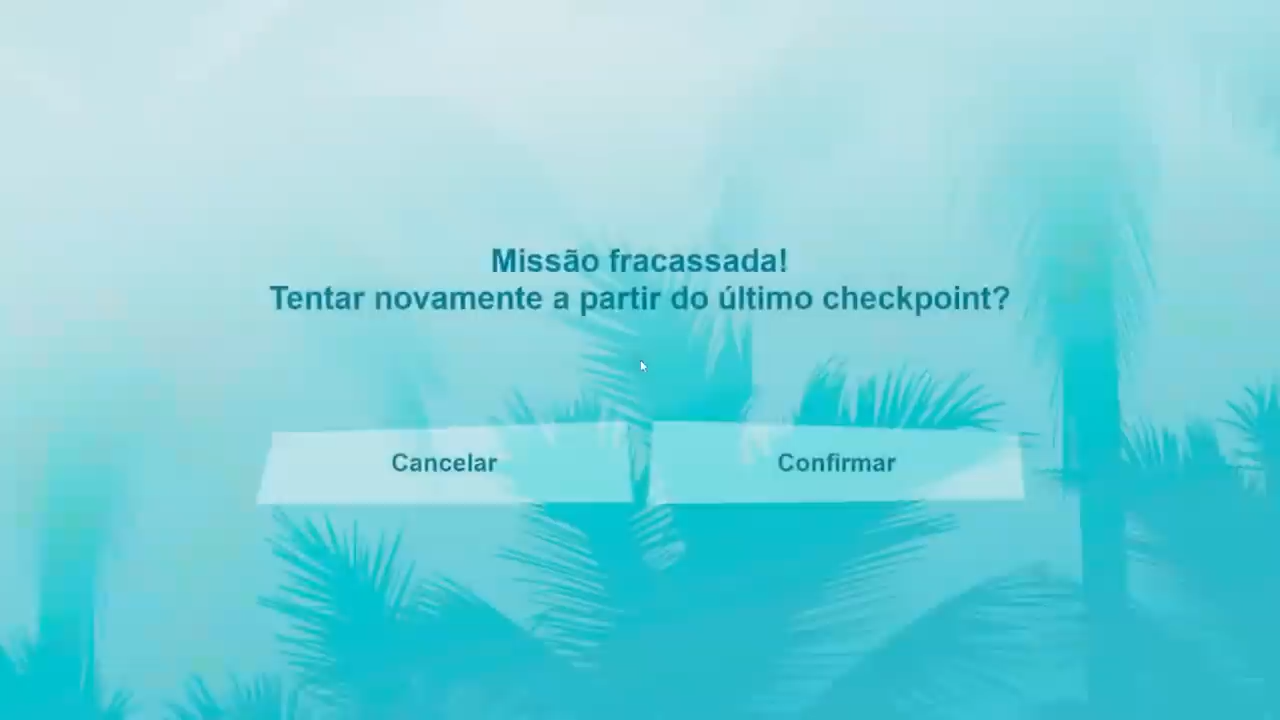 Missão fracassada!
Tentar novamente a partir do último checkpoint?
Cancelar
Confirmar